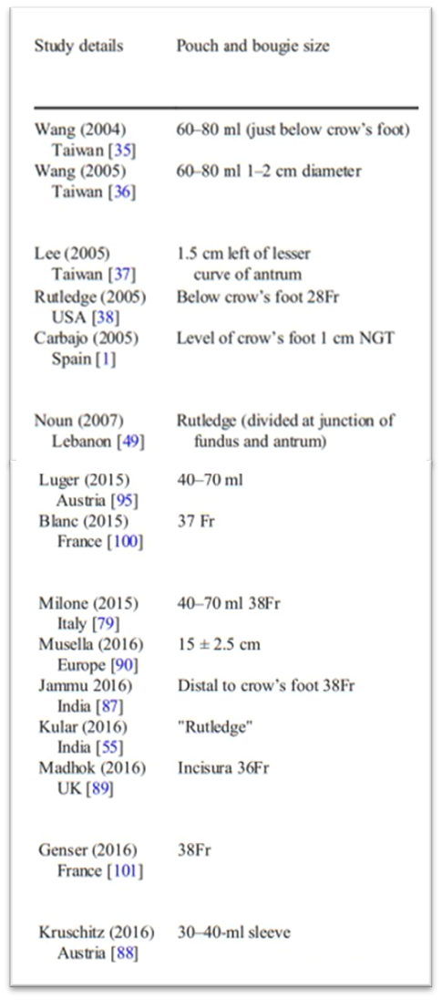 Study details Pouch and bougie size
Wang (2004) 60–80 ml (just below crow's foot)
Taiwan [35]
Wang (2005) 60–80 ml 1–2 cm diameter
Taiwan [36]
Lee (2005) 1.5 cm left of lesser
Taiwan [37] curve of antrum
Rutledge (2005) Below crow's foot 28Fr
USA [38]
Carbajo (2005) Level of crow's foot 1 cm NGT
Spain [1]
Noun (2007) Rutledge (divided at junction of
Lebanon [49] fundus and antrum)
Luger (2015) 40–70 ml
Austria [95]
Blanc (2015) 37 Fr
France [100]
Milone (2015) 40–70 ml 38Fr
Italy [79]
Musella (2016) 15 ± 2.5 cm
Europe [90]
Jammu 2016) Distal to crow's foot 38Fr
India [87]
Kular (2016) "Rutledge"
India [55]
Madhok (2016) Incisura 36Fr
UK [89]
Genser (2016) 38Fr
France [101]
Kruschitz (2016) 30–40-ml sleeve
Austria [88]